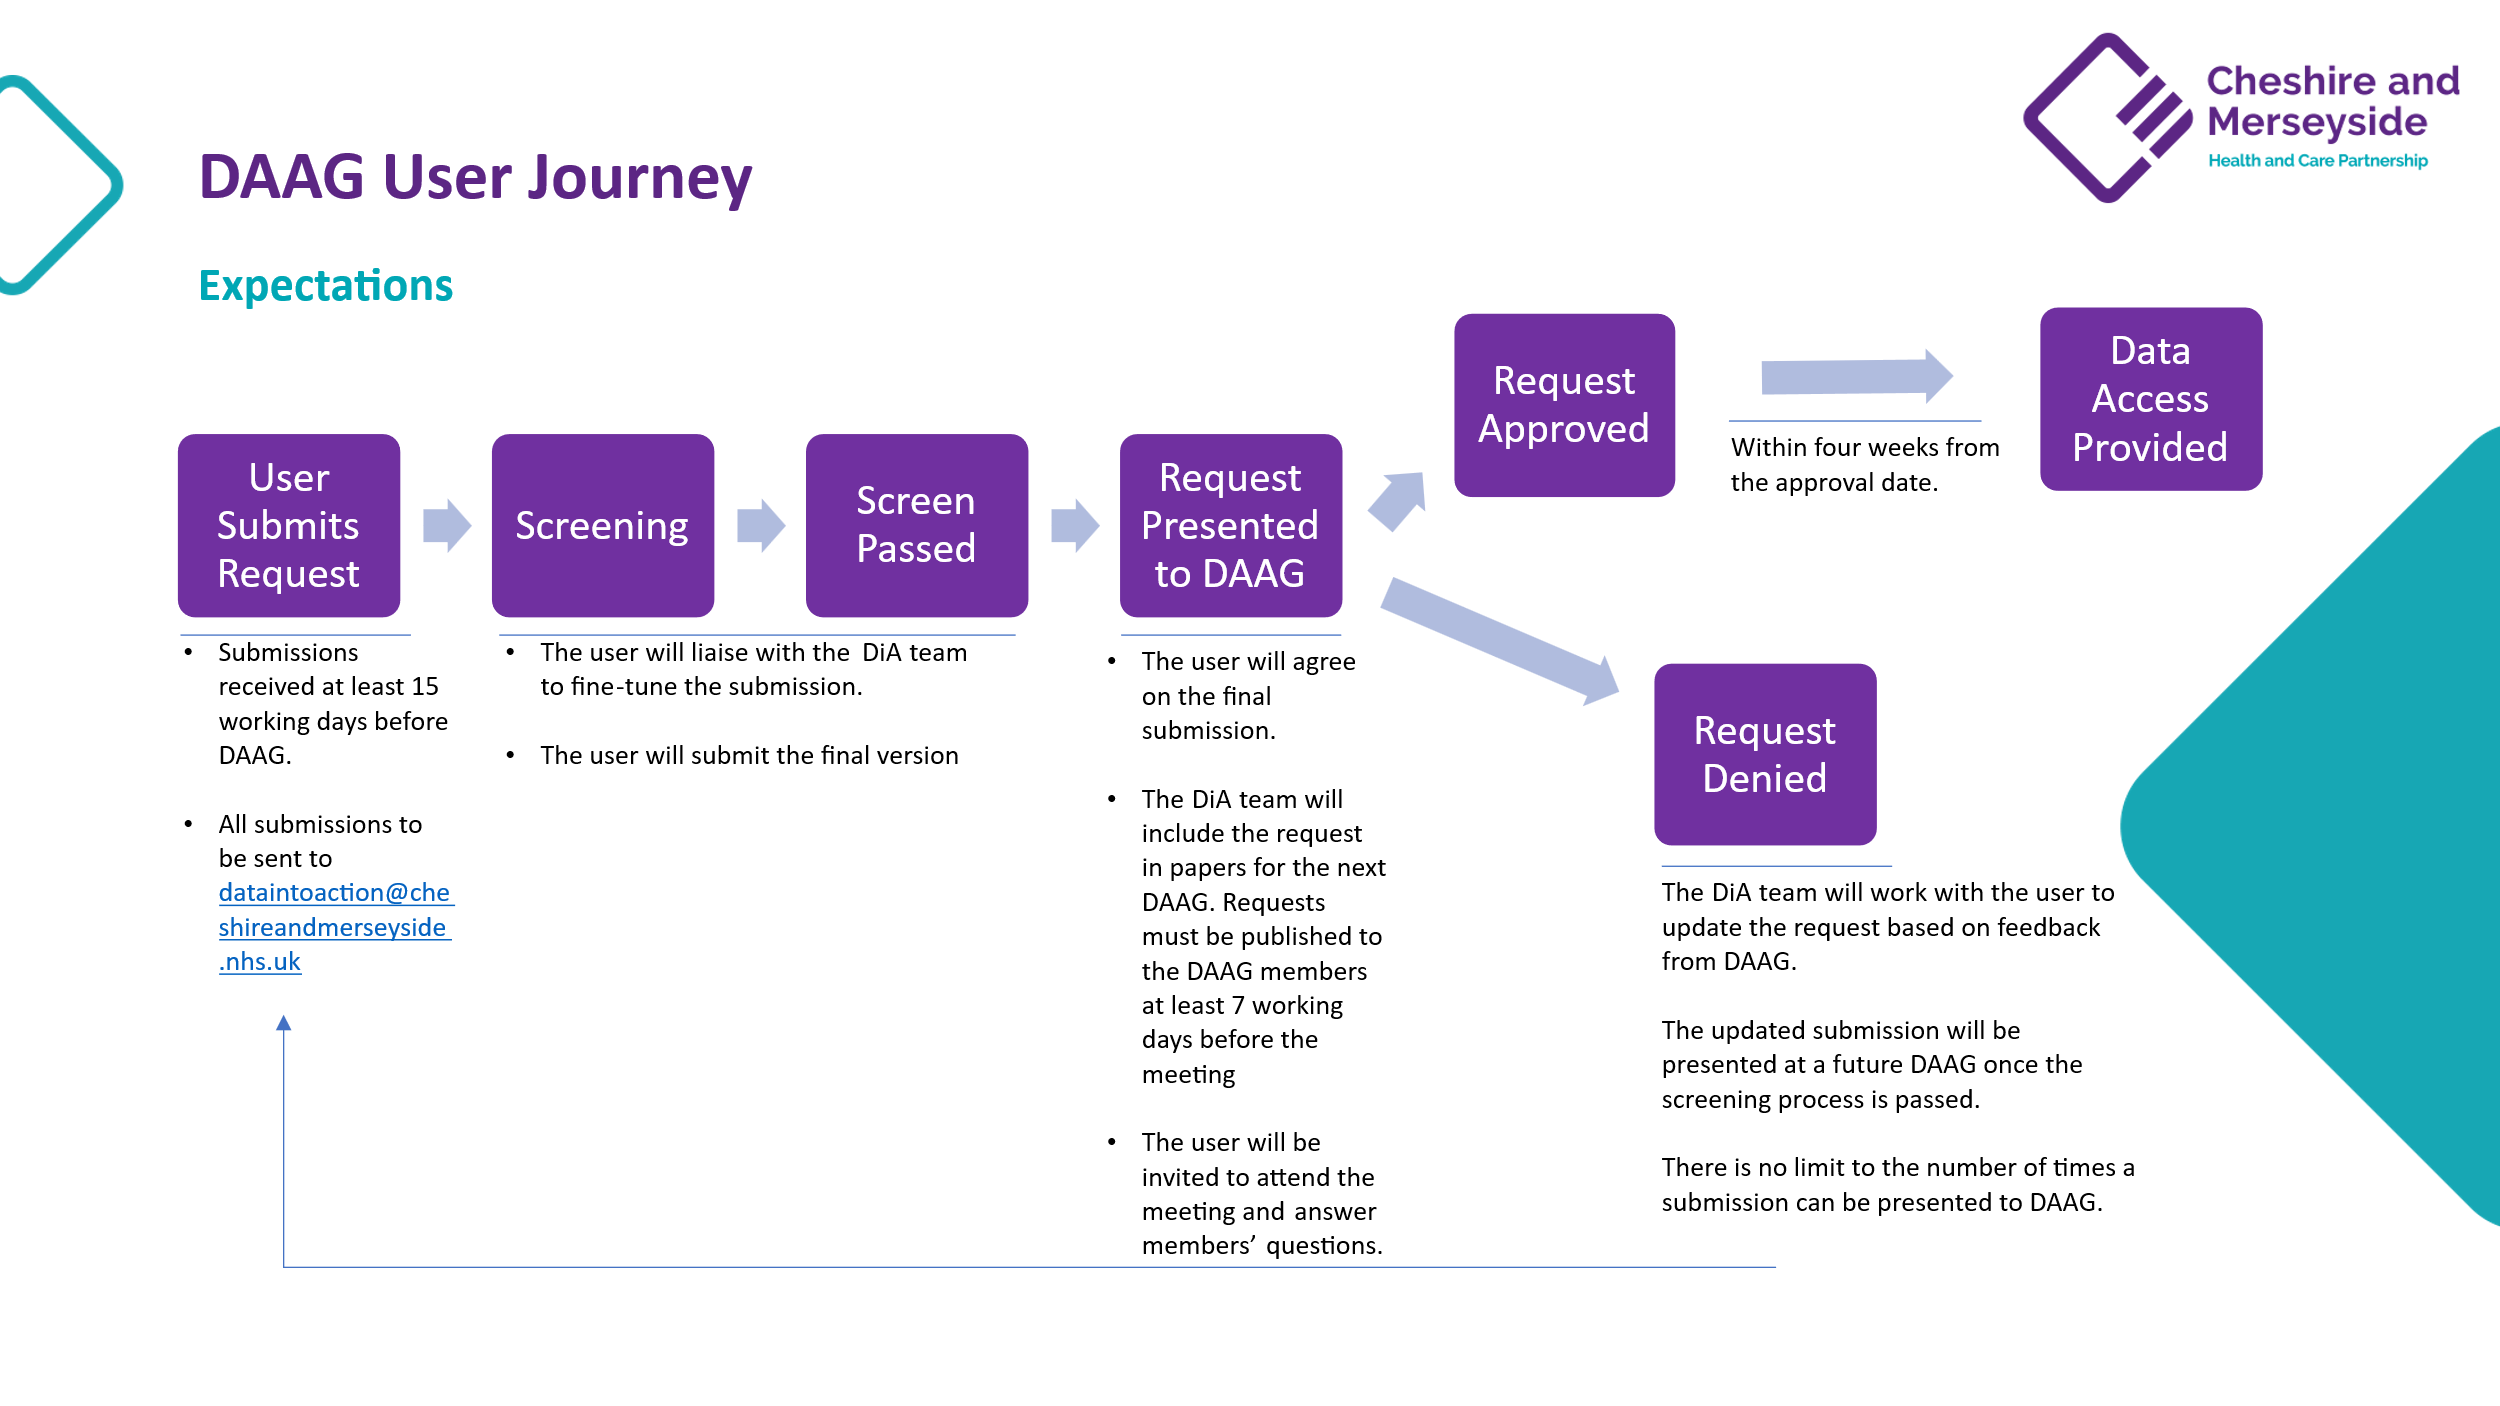 Cheshire and
Merseyside
Health and Care Partnership
DAAG User Journey
Expectations
User
Submits
Request
Screening
Screen
Passed
Request
Presented
to DAAG
Request
Approved
Within four weeks from
the approval date.
Data
Access
Provided
Request
Denied
• Submissions
received at least 15
working days before
DAAG.
• All submissions to
be sent to
dataintoaction@che
shireandmerseyside
.nhs.uk
• The user will liaise with the DiA team
to fine-tune the submission.
• The user will submit the final version
• The user will agree
on the final
submission.
• The DiA team will
include the request
in papers for the next
DAAG. Requests
must be published to
the DAAG members
at least 7 working
days before the
meeting
• The user will be
invited to attend the
meeting and answer
members’ questions.
The DiA team will work with the user to
update the request based on feedback
from DAAG.
The updated submission will be
presented at a future DAAG once the
screening process is passed.
There is no limit to the number of times a
submission can be presented to DAAG.